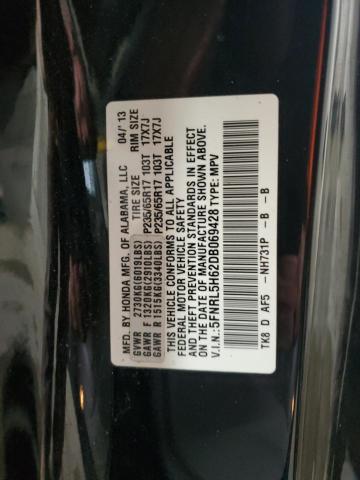 MFD. BY HONDA MFG. OF ALABAMA, LLC 04/'13
GVWR 2730KG(6019LBS) TIRE SIZE RIM SIZE
GAWR F 1320KG(2910LBS) P235/65R17 103T 17X7J
GAWR R 1515KG(3340LBS) P235/65R17 103T 17X7J
THIS VEHICLE CONFORMS TO ALL APPLICABLE
FEDERAL MOTOR VEHICLE SAFETY
AND THEFT PREVENTION STANDARDS IN EFFECT
ON THE DATE OF MANUFACTURE SHOWN ABOVE.
V.I.N.: 5FNRL5H62DB069428 TYPE: MPV
TK8 D AF5 -NH731P -B -B